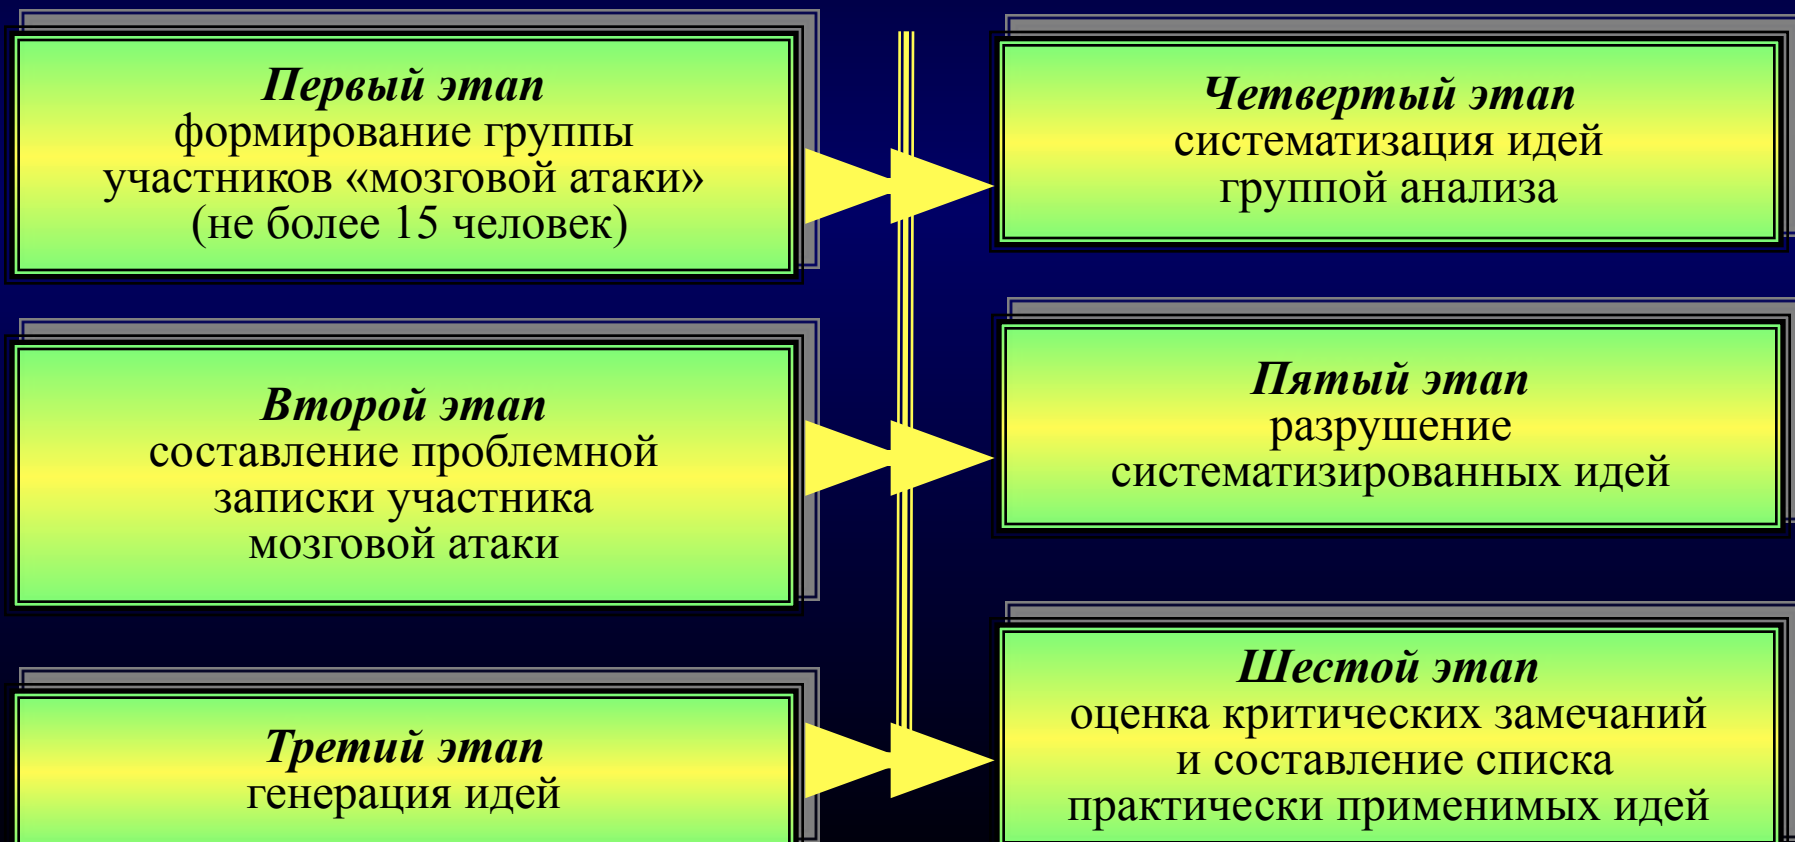 Первый этап
формирование группы
участников «мозговой атаки»
(не более 15 человек)
Второй этап
составление проблемной
записки участника
мозговой атаки
Третий этап
генерация идей
Четвертый этап
систематизация идей
группой анализа
Пятый этап
разрушение
систематизированных идей
Шестой этап
оценка критических замечаний
и составление списка
практически применимых идей